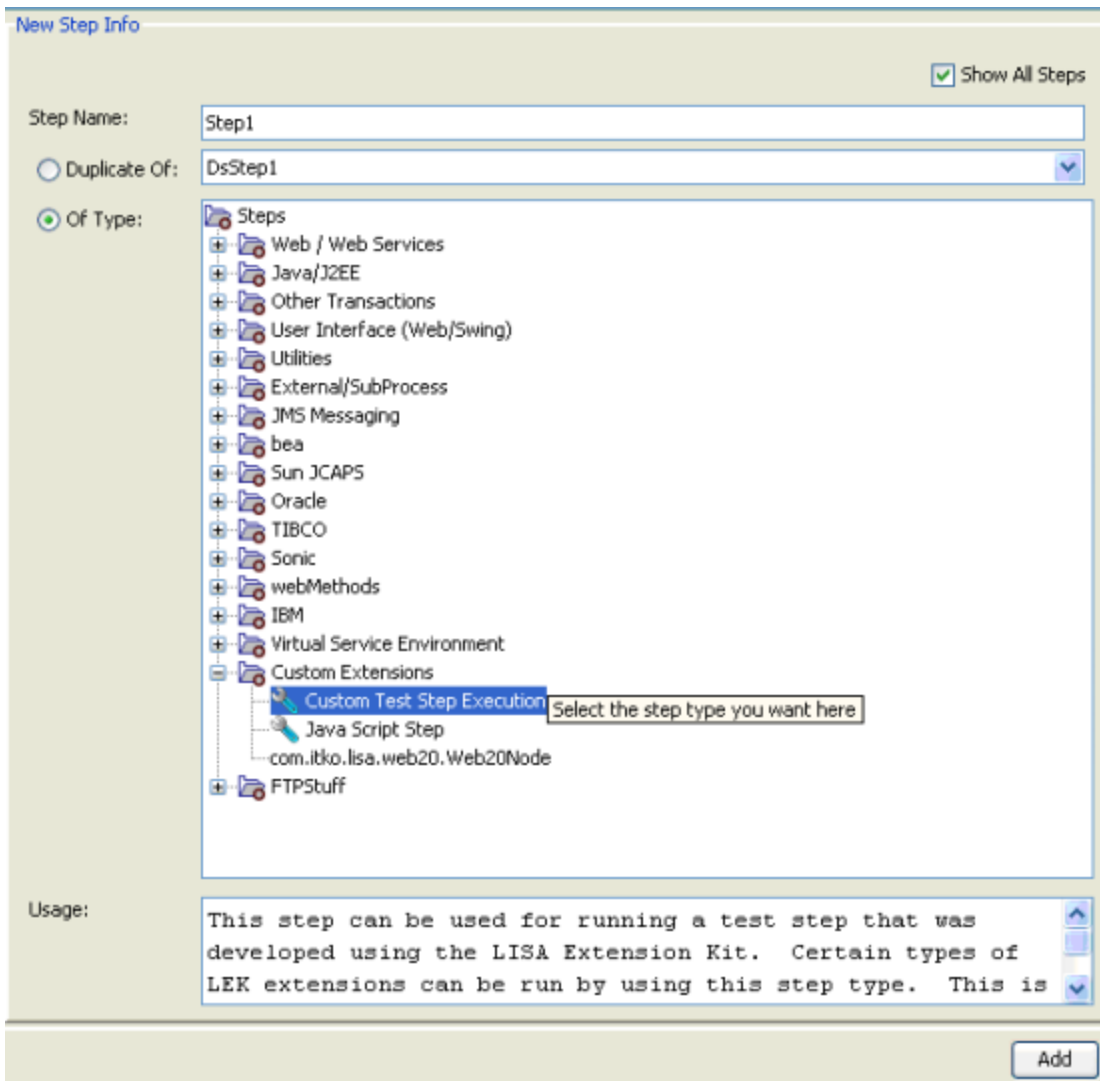 New Step Info
Show All Steps
Step Name:
Step1
Duplicate Of:
DsStep1
Of Type:
Steps
Web / Web Services
Java/J2EE
Other Transactions
User Interface (Web/Swing)
Utilities
External/SubProcess
JMS Messaging
bea
Sun JCAPS
Oracle
TIBCO
Sonic
webMethods
IBM
Virtual Service Environment
Custom Extensions
Custom Test Step Execution
Select the step type you want here
Java Script Step
com.itko.lisa.web20.Web20Node
FTPStuff
Usage:
This step can be used for running a test step that was
developed using the LISA Extension Kit.  Certain types of
LEK extensions can be run by using this step type.  This is
Add